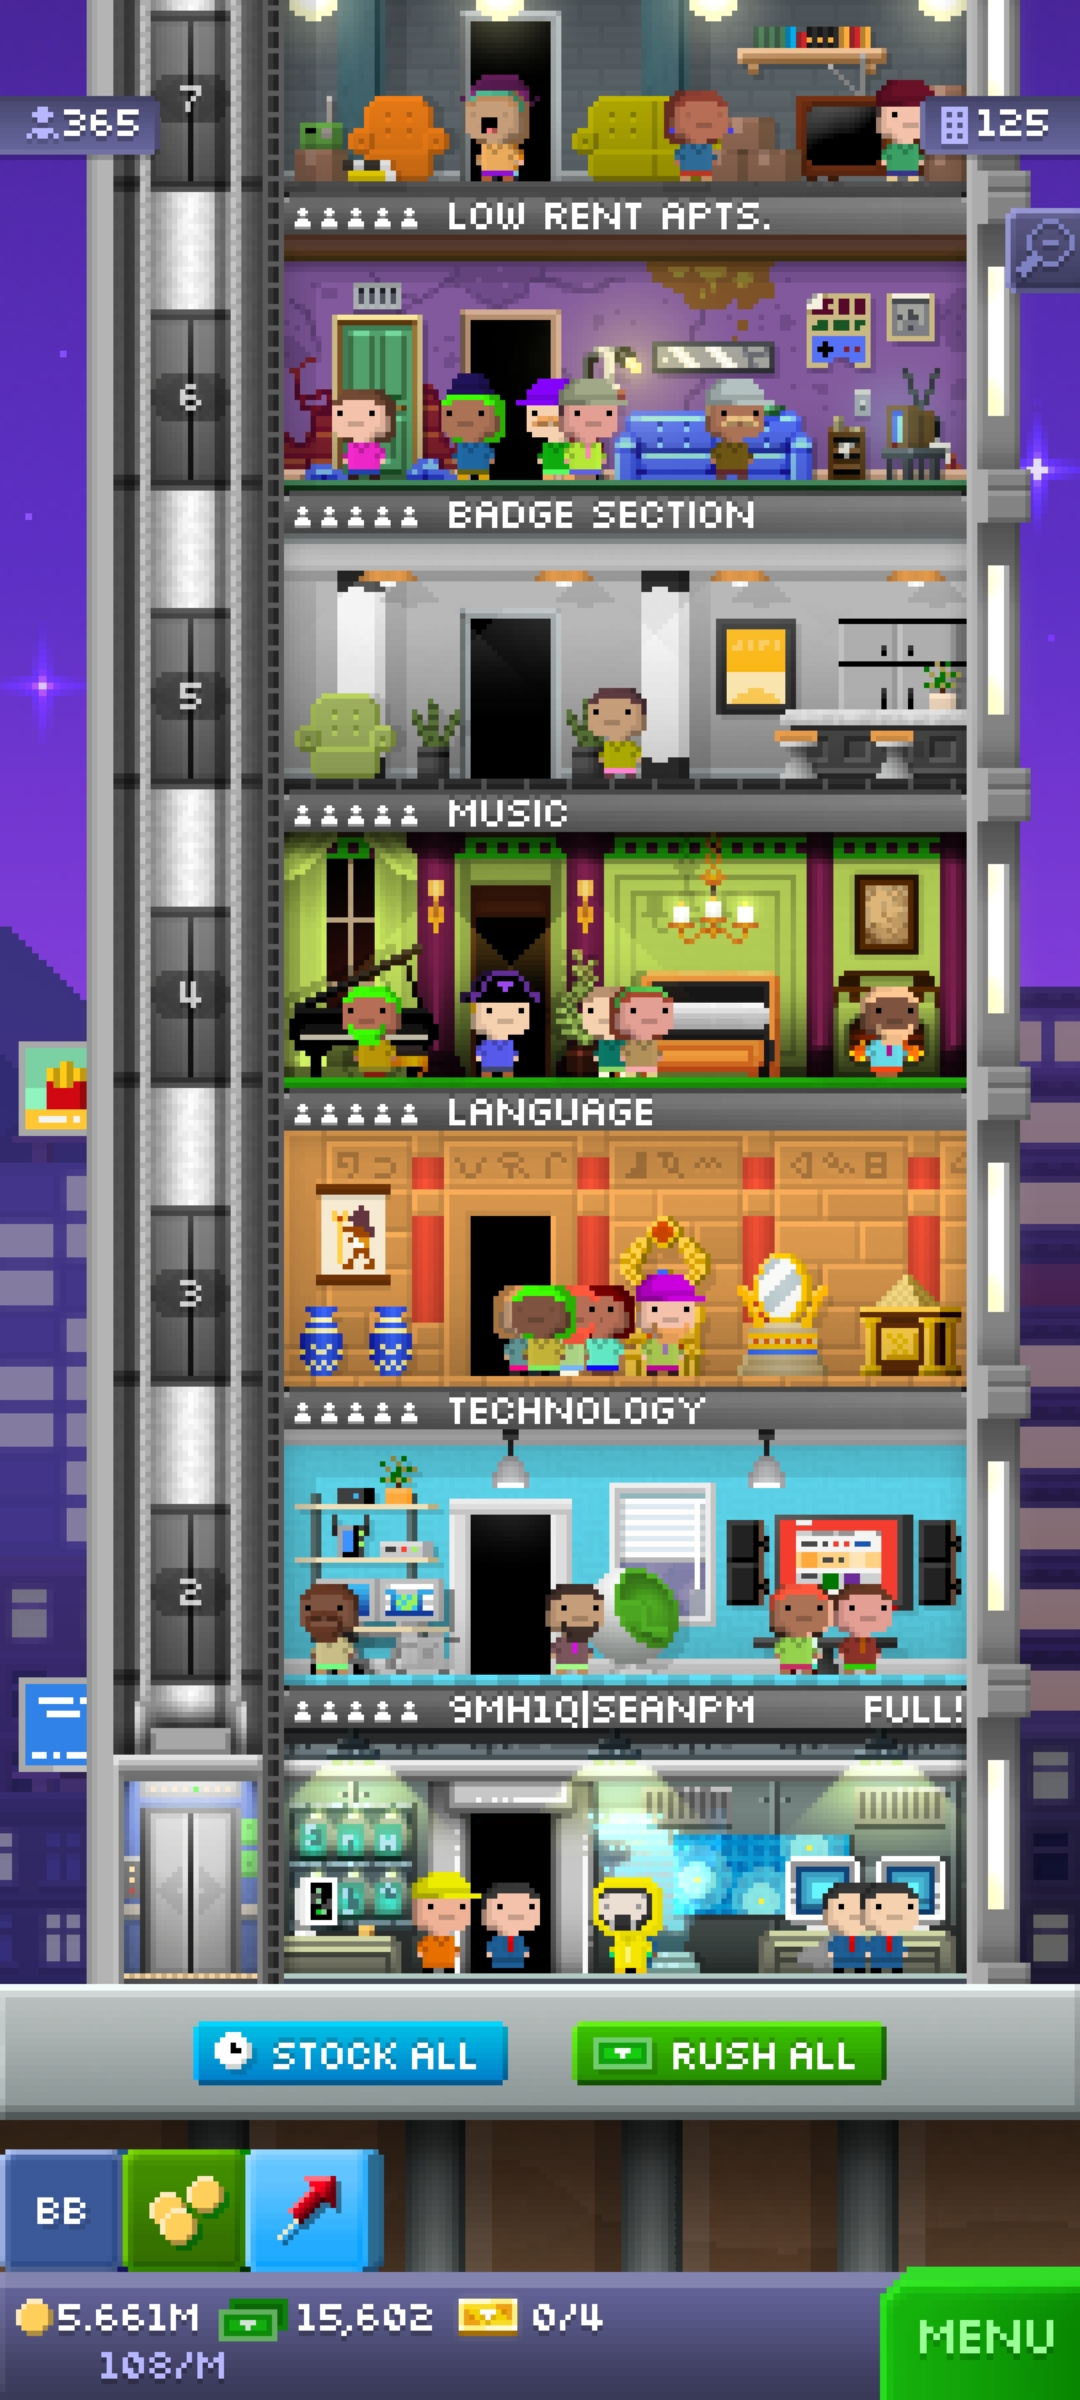 7
365
125
LOW RENT APTS.
6
BADGE SECTION
5
MUSIC
4
LANGUAGE
3
TECHNOLOGY
2
9MH1Q|SEANPM FULL!
STOCK ALL
RUSH ALL
BB
5.661M 15,602 0/4
108/M
MENU